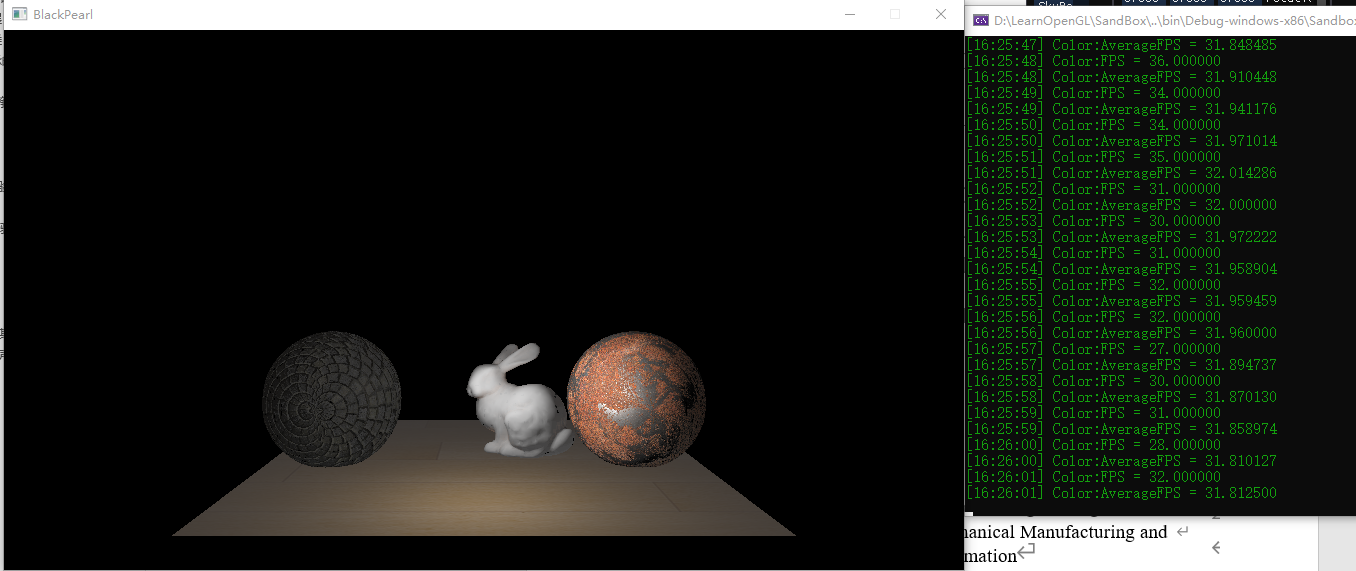 BlackPearl
D:\LearnOpenGL\SandBox\..\bin\Debug-windows-x86\Sandbox
[16:25:47] Color:AverageFPS = 31.848485
[16:25:48] Color:FPS = 36.000000
[16:25:48] Color:AverageFPS = 31.910448
[16:25:49] Color:FPS = 34.000000
[16:25:49] Color:AverageFPS = 31.941176
[16:25:50] Color:FPS = 34.000000
[16:25:50] Color:AverageFPS = 31.971014
[16:25:51] Color:FPS = 35.000000
[16:25:51] Color:AverageFPS = 32.014286
[16:25:52] Color:FPS = 31.000000
[16:25:52] Color:AverageFPS = 32.000000
[16:25:53] Color:FPS = 30.000000
[16:25:53] Color:AverageFPS = 31.972222
[16:25:54] Color:FPS = 31.000000
[16:25:54] Color:AverageFPS = 31.958904
[16:25:55] Color:FPS = 32.000000
[16:25:55] Color:AverageFPS = 31.959459
[16:25:56] Color:FPS = 32.000000
[16:25:56] Color:AverageFPS = 31.960000
[16:25:57] Color:FPS = 27.000000
[16:25:57] Color:AverageFPS = 31.894737
[16:25:58] Color:FPS = 30.000000
[16:25:58] Color:AverageFPS = 31.870130
[16:25:59] Color:FPS = 31.000000
[16:25:59] Color:AverageFPS = 31.858974
[16:26:00] Color:FPS = 28.000000
[16:26:00] Color:AverageFPS = 31.810127
[16:26:01] Color:FPS = 32.000000
[16:26:01] Color:AverageFPS = 31.812500
hanical Manufacturing and
mation